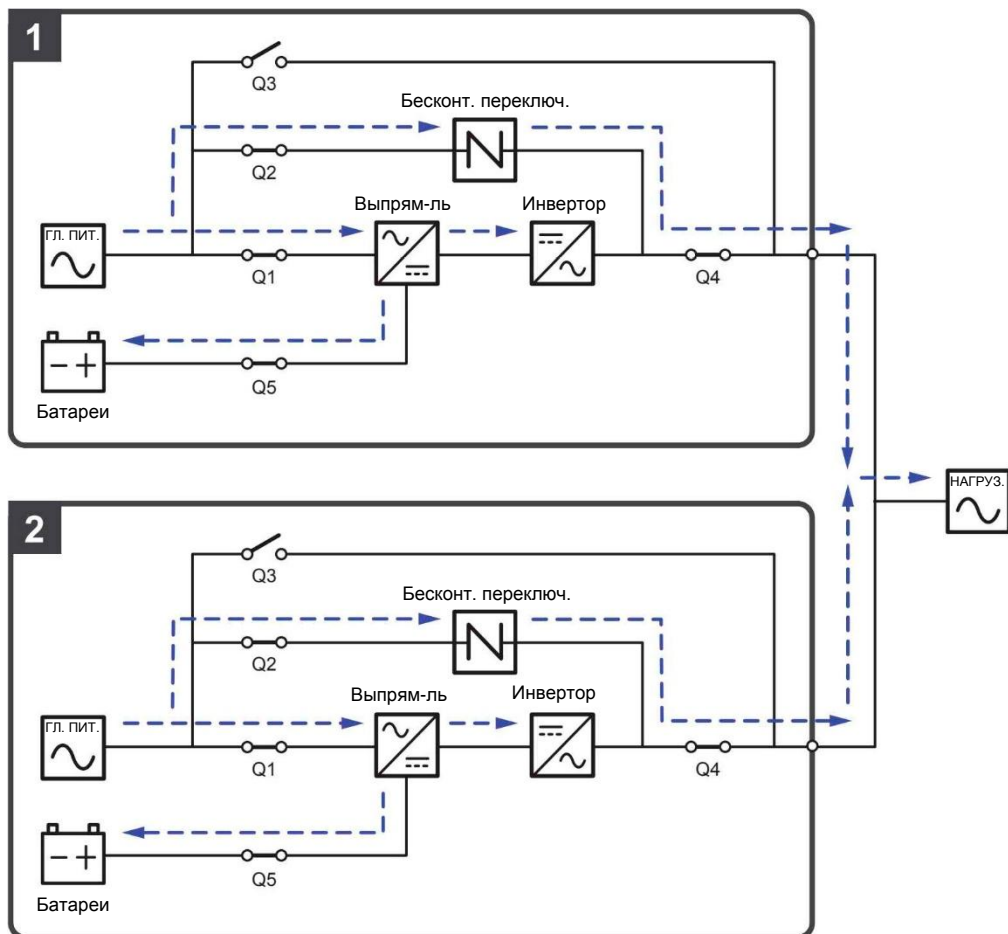 1
Q3
Бесконт. переключ.
Q2
Выпрям-ль
Инвертор
ГЛ. ПИТ.
Q1
Q4
Q5
Батареи
НАГРУЗ.
2
Q3
Бесконт. переключ.
Q2
Выпрям-ль
Инвертор
ГЛ. ПИТ.
Q1
Q4
Q5
Батареи